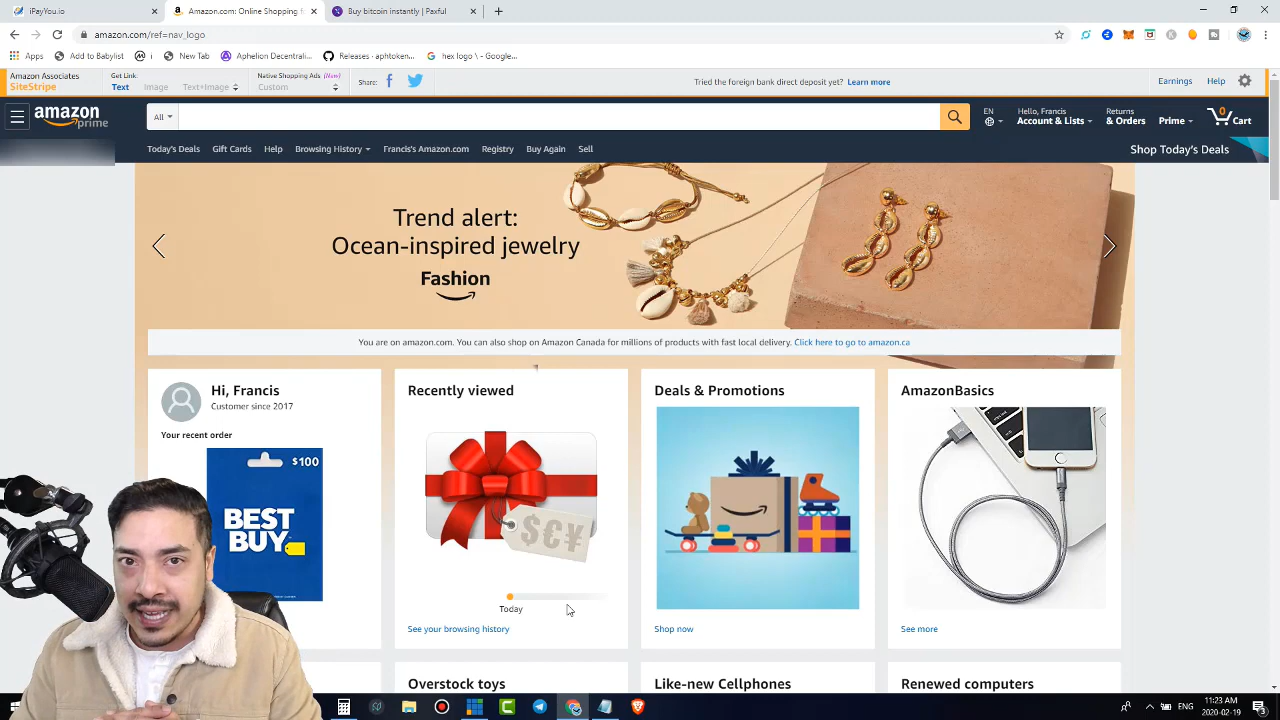 iPayYou.io
Amazon.com: Online Shopping f
Buy bitcoin instantly | Paxful
amazon.com/ref=nav_logo
Apps
Add to Babylist
New Tab
Aphelion Decentrali...
Releases · aphtoken...
hex logo \ - Google...
Amazon Associates
SiteStripe
Get Link:
Text
Image
Text+Image
Native Shopping Ads (New)
Custom
Share:
Tried the foreign bank direct deposit yet? Learn more
Earnings
Help
amazon
prime
All
EN
Hello, Francis
Account & Lists
Returns
& Orders
Prime
0
Cart
Today's Deals
Gift Cards
Help
Browsing History
Francis's Amazon.com
Registry
Buy Again
Sell
Shop Today's Deals
Trend alert:
Ocean-inspired jewelry
Fashion
You are on amazon.com. You can also shop on Amazon Canada for millions of products with fast local delivery. Click here to go to amazon.ca
Hi, Francis
Customer since 2017
Your recent order
$100
BEST
BUY
Recently viewed
$€¥
Today
See your browsing history
Deals & Promotions
Shop now
AmazonBasics
See more
Overstock toys
Like-new Cellphones
Renewed computers
ENG
11:23 AM
2020-02-19